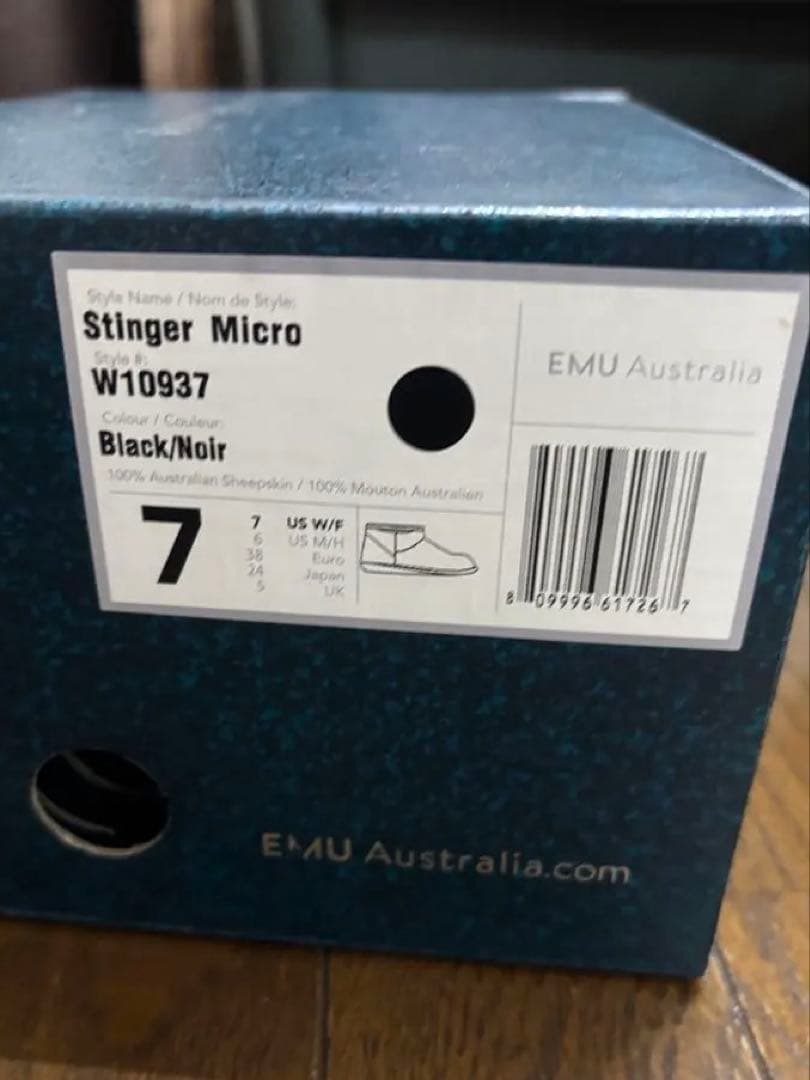 Style Name / Nom de Style:
Stinger Micro
Style #:
W10937
Colour / Couleur:
Black/Noir
100% Australian Sheepskin / 100% Mouton Australien
EMU Australia
7
7 US W/F
6 US M/H
38 Euro
24 Japan
5 UK
8 09996 61726 7
EMU Australia.com